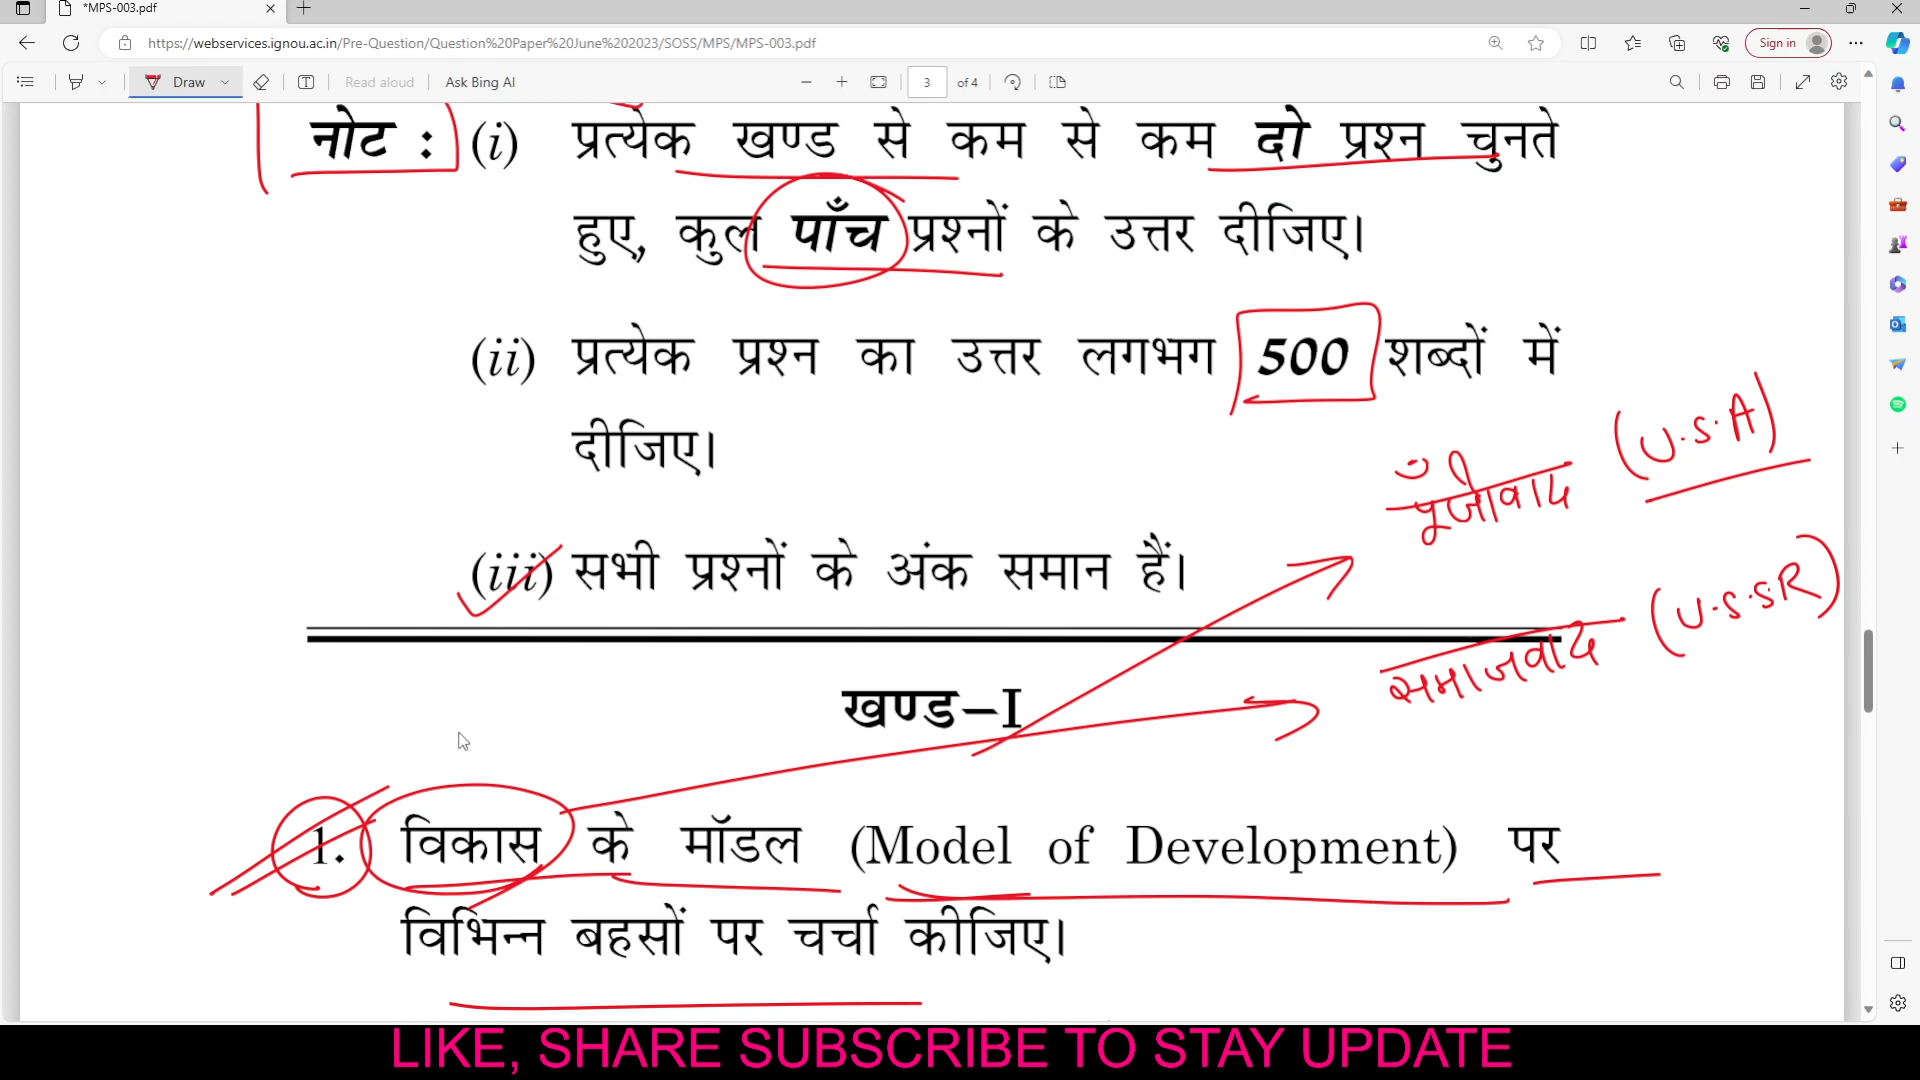 *MPS-003.pdf
https://webservices.ignou.ac.in/Pre-Question/Question%20Paper%20June%202023/SOSS/MPS/MPS-003.pdf
Sign in
Draw
Read aloud
Ask Bing AI
3 of 4
नोट : (i) प्रत्येक खण्ड से कम से कम दो प्रश्न चुनते
हुए, कुल पाँच प्रश्नों के उत्तर दीजिए।
(ii) प्रत्येक प्रश्न का उत्तर लगभग 500 शब्दों में
दीजिए।
पूँजीवाद (U.S.A)
(iii) सभी प्रश्नों के अंक समान हैं।
समाजवाद (U.S.S.R)
खण्ड–I
1. विकास के मॉडल (Model of Development) पर
विभिन्न बहसों पर चर्चा कीजिए।
LIKE, SHARE SUBSCRIBE TO STAY UPDATE